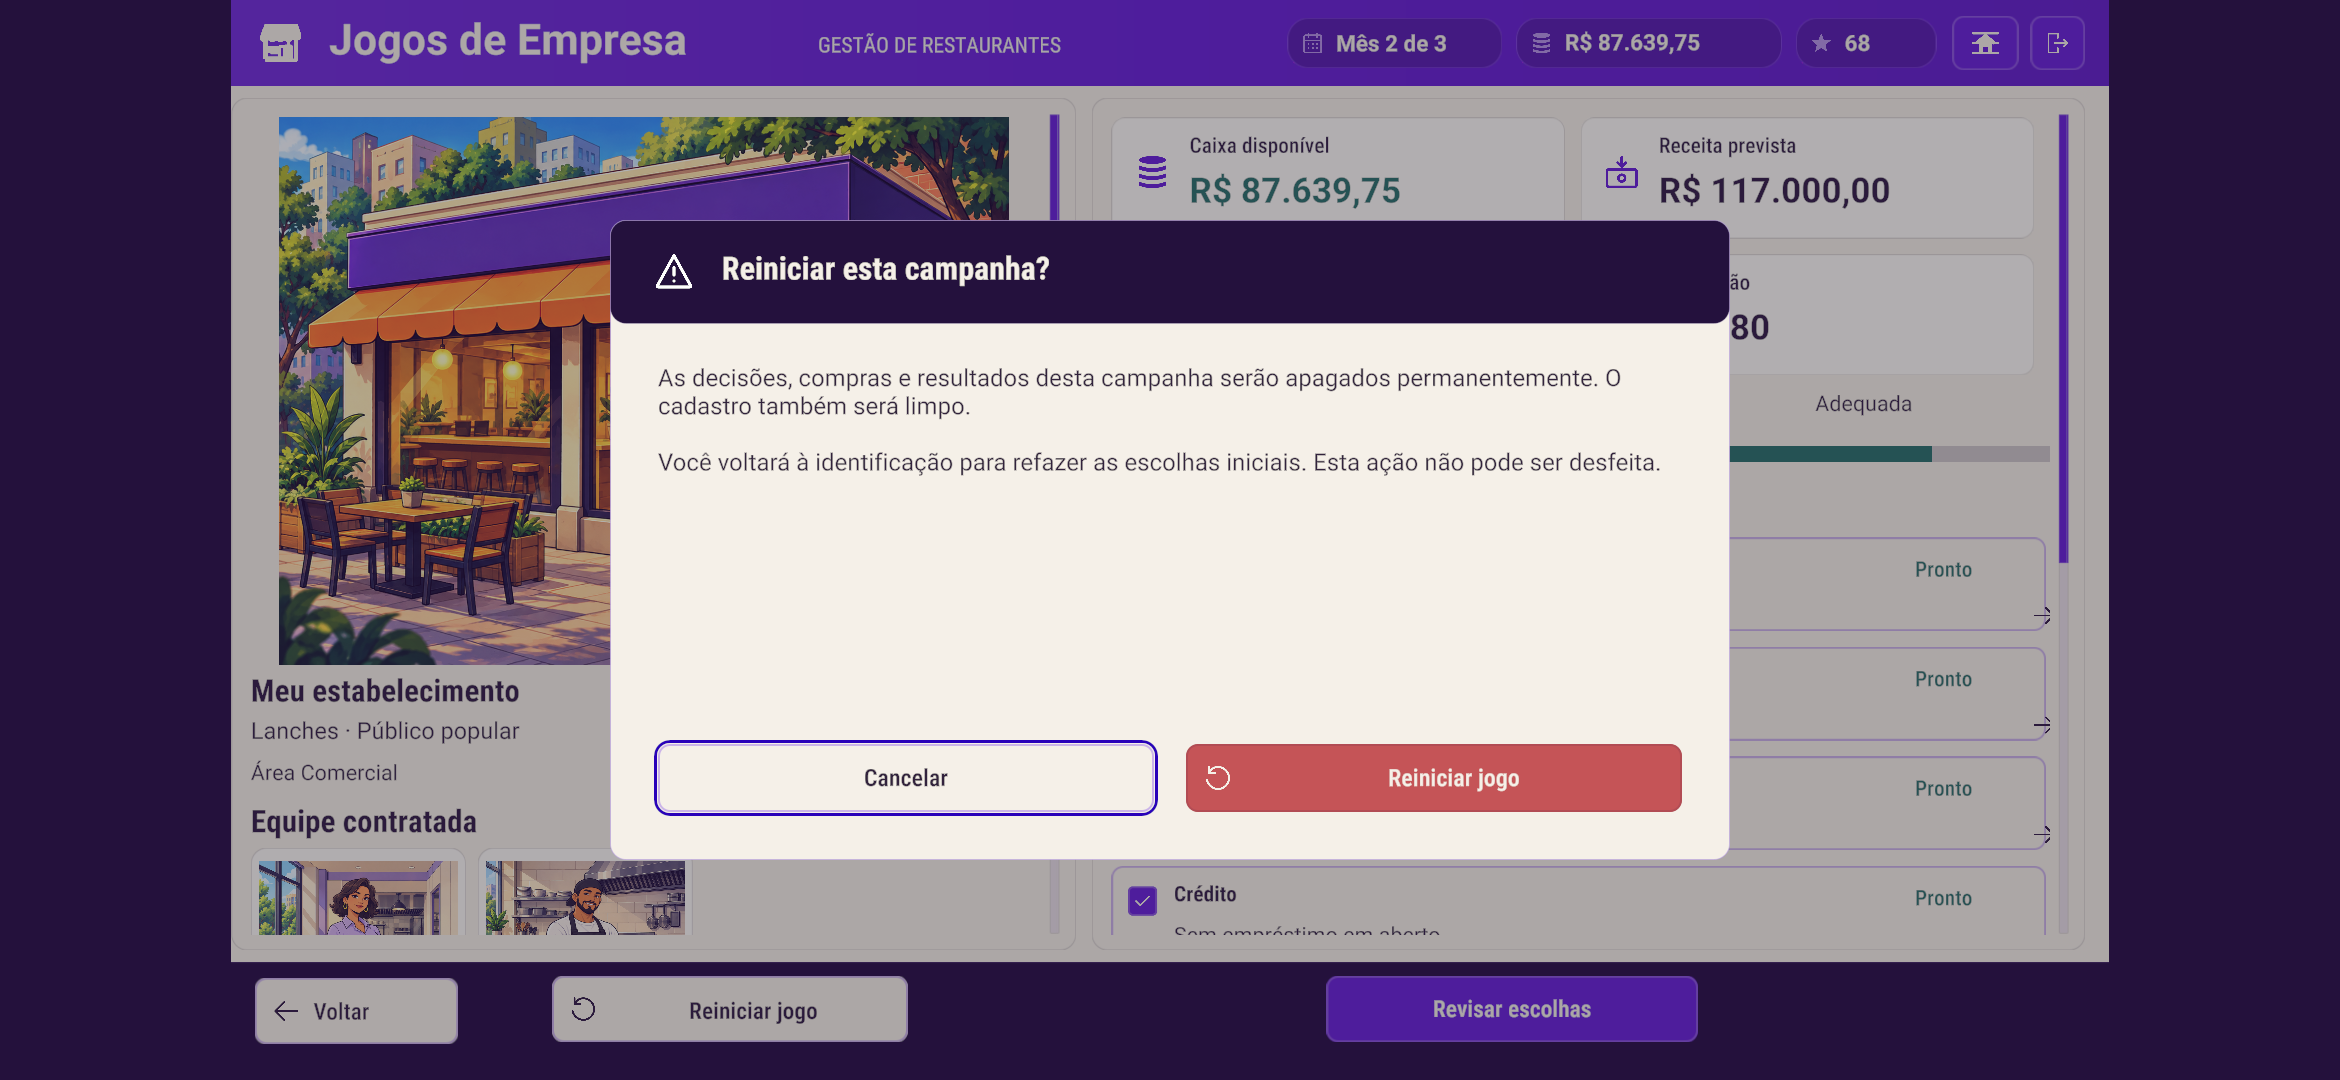 Jogos de Empresa
GESTÃO DE RESTAURANTES
Mês 2 de 3
R$ 87.639,75
68
Caixa disponível
R$ 87.639,75
Receita prevista
R$ 117.000,00
ão
80
Adequada
Reiniciar esta campanha?
As decisões, compras e resultados desta campanha serão apagados permanentemente. O
cadastro também será limpo.
Você voltará à identificação para refazer as escolhas iniciais. Esta ação não pode ser desfeita.
Cancelar
Reiniciar jogo
Meu estabelecimento
Lanches · Público popular
Área Comercial
Equipe contratada
Pronto
Pronto
Pronto
Crédito
Pronto
Sem empréstimo em aberto
Voltar
Reiniciar jogo
Revisar escolhas